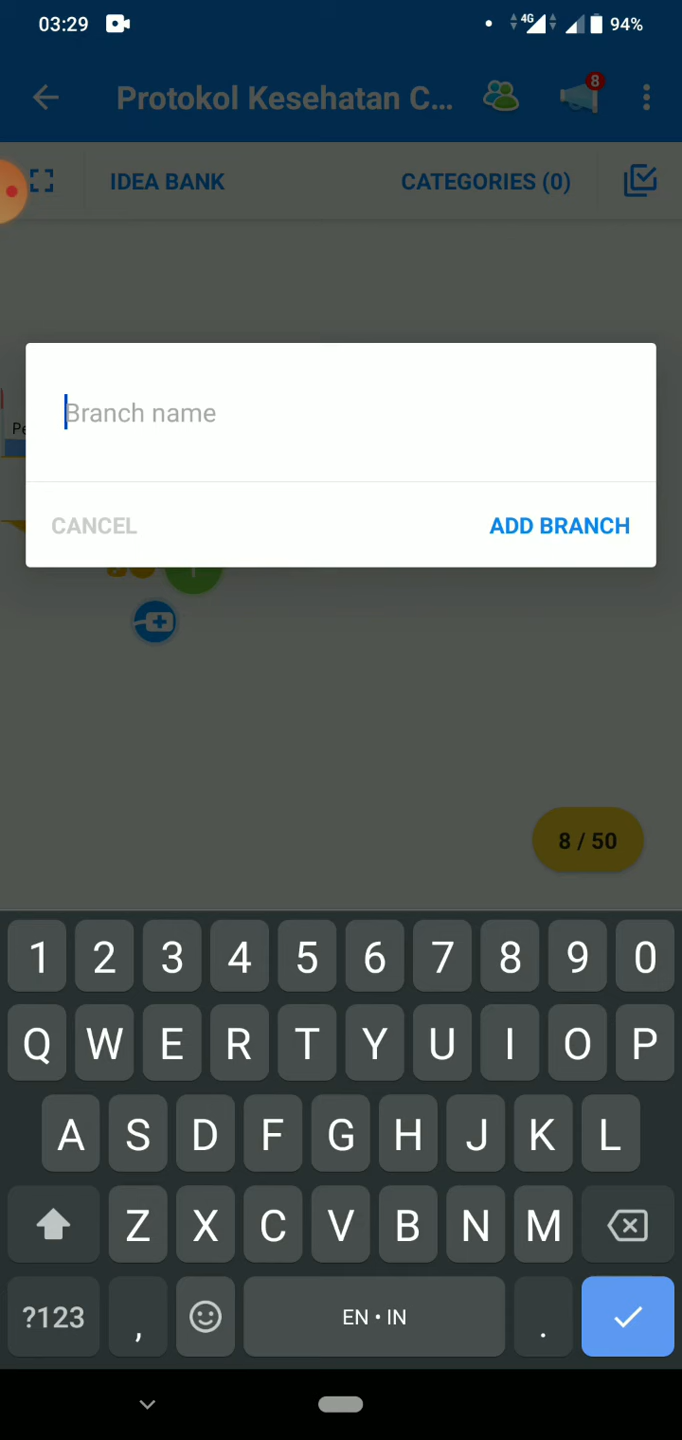 03:29
4G
94%
Protokol Kesehatan C...
8
IDEA BANK
CATEGORIES (0)
Branch name
CANCEL
ADD BRANCH
8 / 50
1 2 3 4 5 6 7 8 9 0
Q W E R T Y U I O P
A S D F G H J K L
Z X C V B N M
?123 , EN • IN .